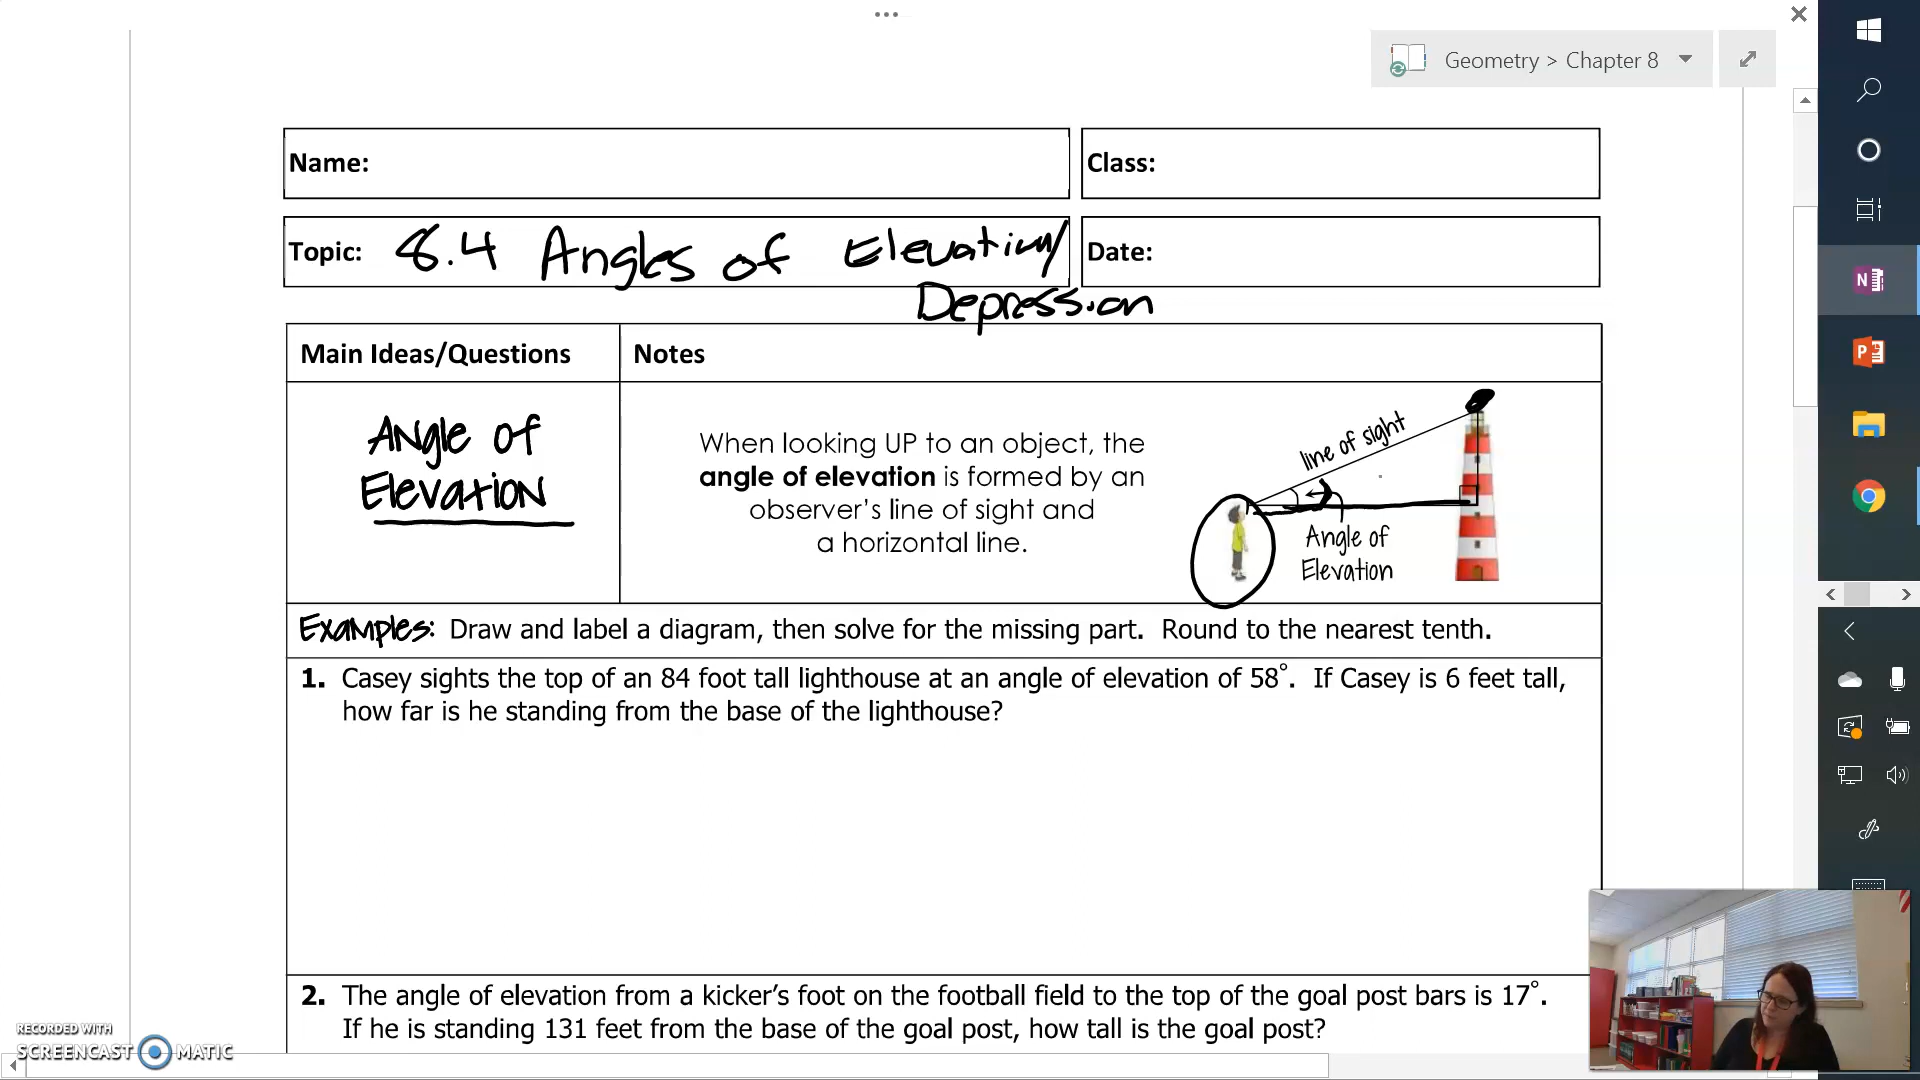 Geometry > Chapter 8
Name:
Class:
Topic: 8.4 Angles of Elevation/
Depression
Date:
Main Ideas/Questions
Notes
Angle of
Elevation
When looking UP to an object, the
angle of elevation is formed by an
observer's line of sight and
a horizontal line.
line of sight
Angle of
Elevation
Examples: Draw and label a diagram, then solve for the missing part. Round to the nearest tenth.
1. Casey sights the top of an 84 foot tall lighthouse at an angle of elevation of 58°. If Casey is 6 feet tall,
how far is he standing from the base of the lighthouse?
2. The angle of elevation from a kicker's foot on the football field to the top of the goal post bars is 17°.
If he is standing 131 feet from the base of the goal post, how tall is the goal post?
RECORDED WITH
SCREENCAST MATIC